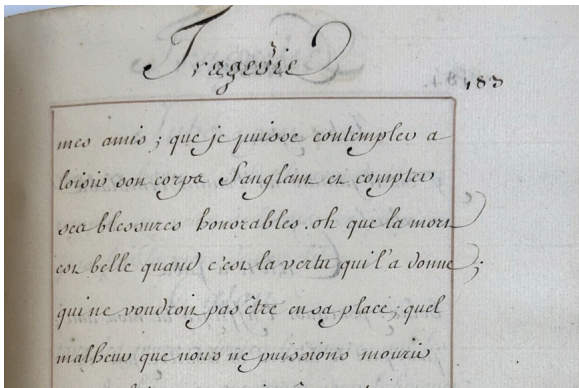 Tragedie
183
mes amis ; que je puisse contempler a
loisir son corps Sanglant et compter
ses blessures honorables . oh que la mort
est belle quand c'est la vertu qui l'a donne ;
qui ne voudroit pas être en sa place ; quel
malheur que nous ne puissions mourir